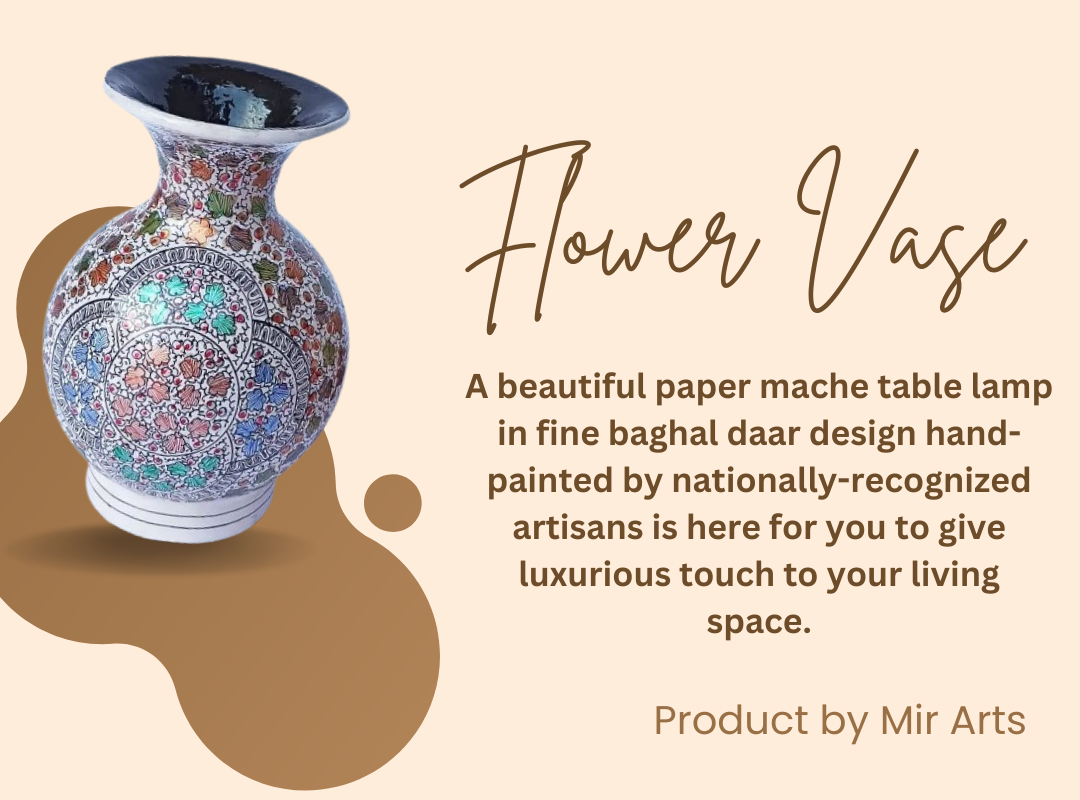 Flower Vase
A beautiful paper mache table lamp
in fine baghal daar design hand-
painted by nationally-recognized
artisans is here for you to give
luxurious touch to your living
space.
Product by Mir Arts